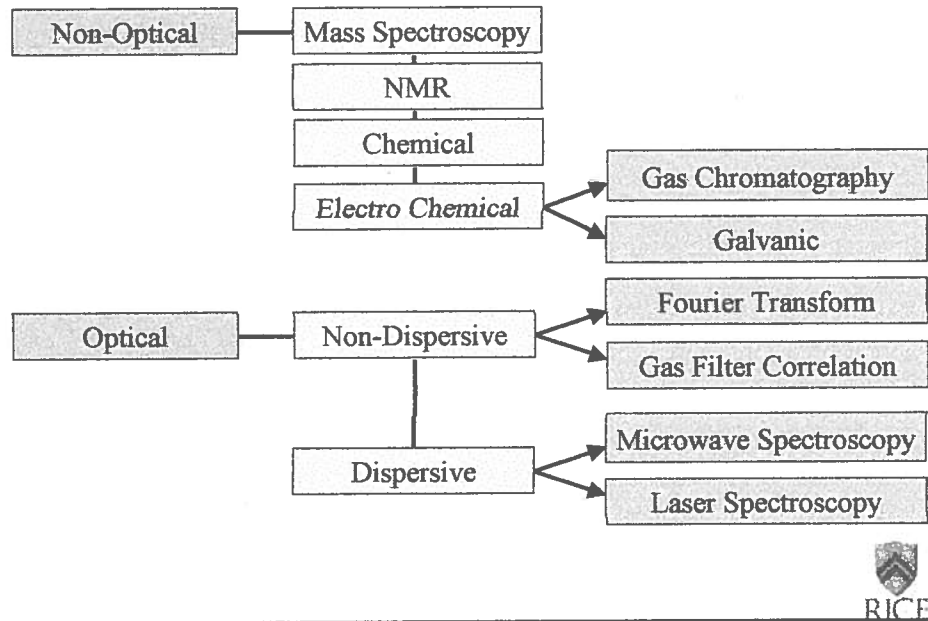 Non-Optical
Mass Spectroscopy
NMR
Chemical
Electro Chemical
Gas Chromatography
Galvanic
Optical
Non-Dispersive
Fourier Transform
Gas Filter Correlation
Dispersive
Microwave Spectroscopy
Laser Spectroscopy
RICE